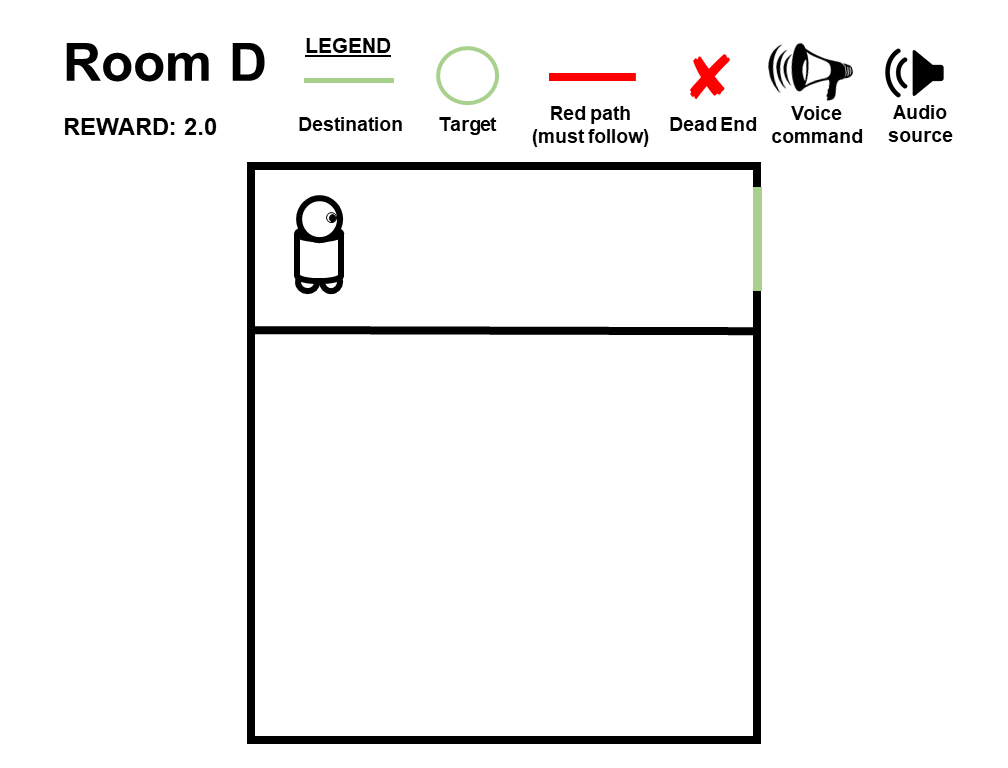 Room D
REWARD: 2.0
LEGEND
Destination
Target
Red path
(must follow)
Dead End
Voice
command
Audio
source